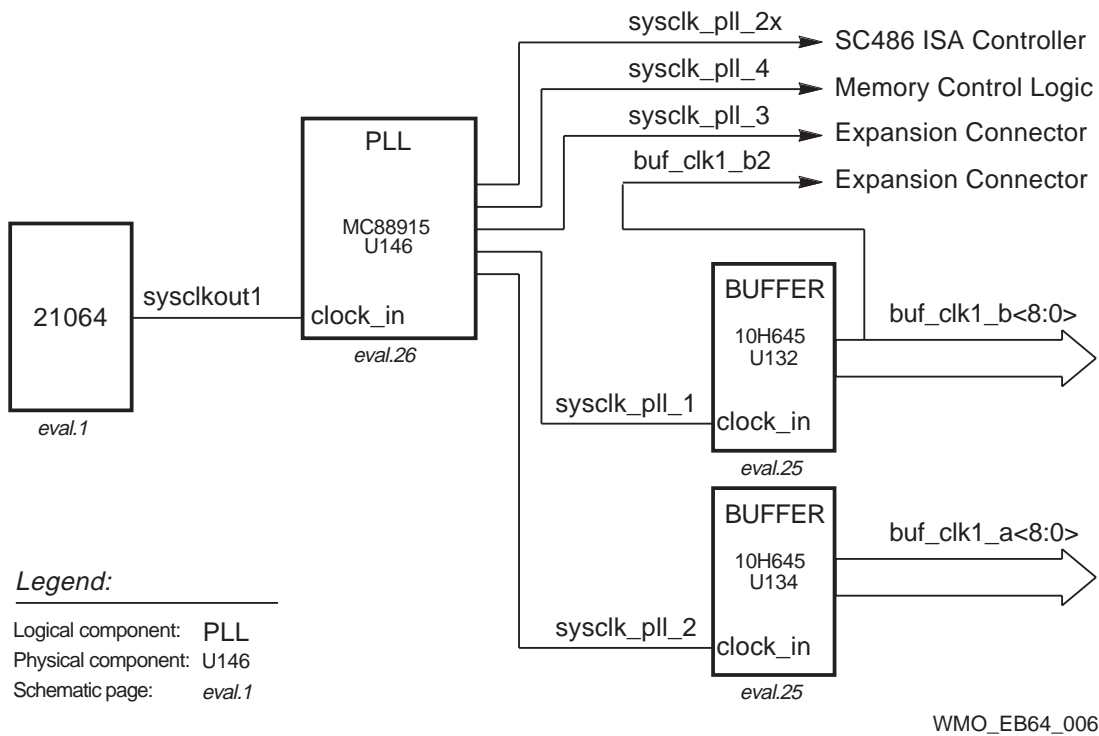 sysclk_pll_2x
SC486 ISA Controller
sysclk_pll_4
Memory Control Logic
sysclk_pll_3
Expansion Connector
buf_clk1_b2
Expansion Connector
PLL
MC88915
U146
clock_in
eval.26
21064
eval.1
sysclkout1
BUFFER
10H645
U132
clock_in
eval.25
buf_clk1_b<8:0>
sysclk_pll_1
BUFFER
10H645
U134
clock_in
eval.25
buf_clk1_a<8:0>
sysclk_pll_2
Legend:
Logical component: PLL
Physical component: U146
Schematic page: eval.1
WMO_EB64_006